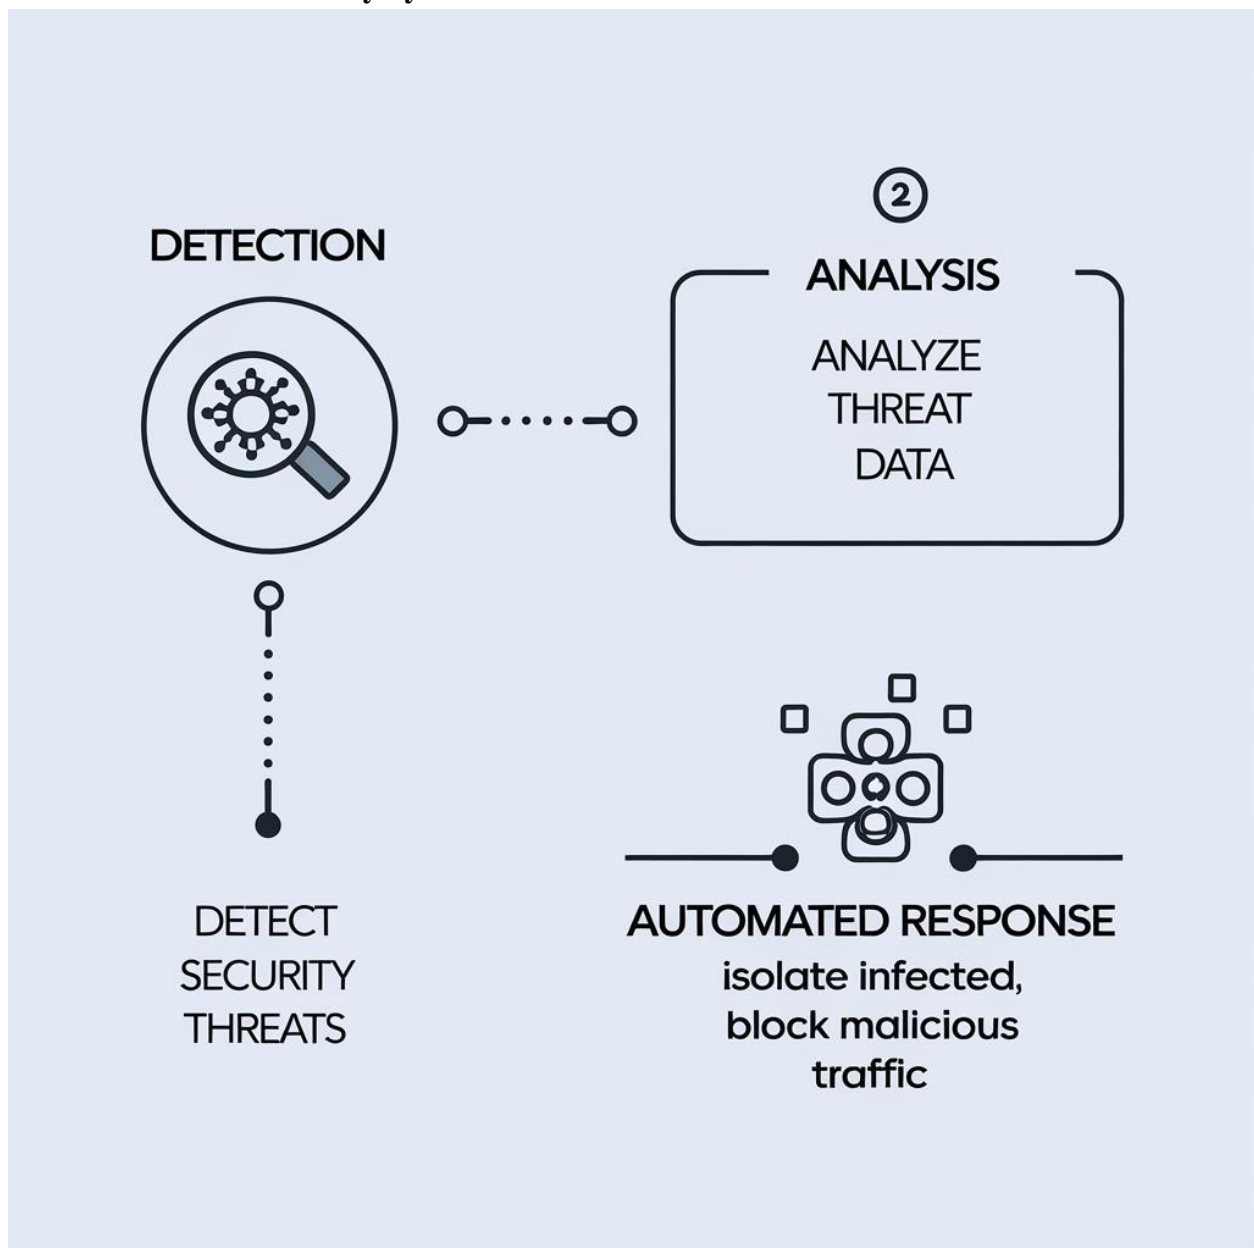 DETECTION
2
ANALYSIS
ANALYZE
THREAT
DATA
DETECT
SECURITY
THREATS
AUTOMATED RESPONSE
isolate infected,
block malicious
traffic